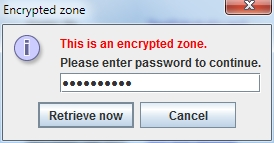 Encrypted zone
This is an encrypted zone.
Please enter password to continue.
••••••••••
Retrieve now
Cancel